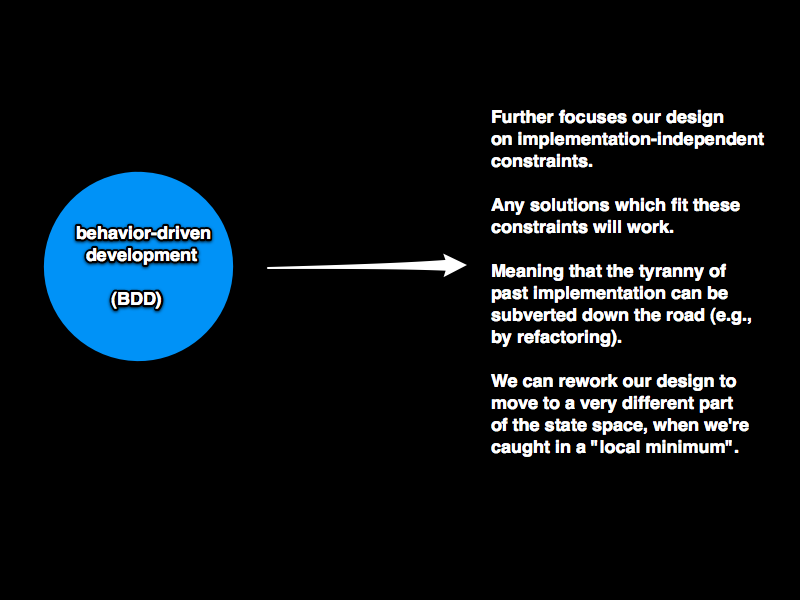 behavior-driven
development
(BDD)
Further focuses our design
on implementation-independent
constraints.
Any solutions which fit these
constraints will work.
Meaning that the tyranny of
past implementation can be
subverted down the road (e.g.,
by refactoring).
We can rework our design to
move to a very different part
of the state space, when we're
caught in a "local minimum".